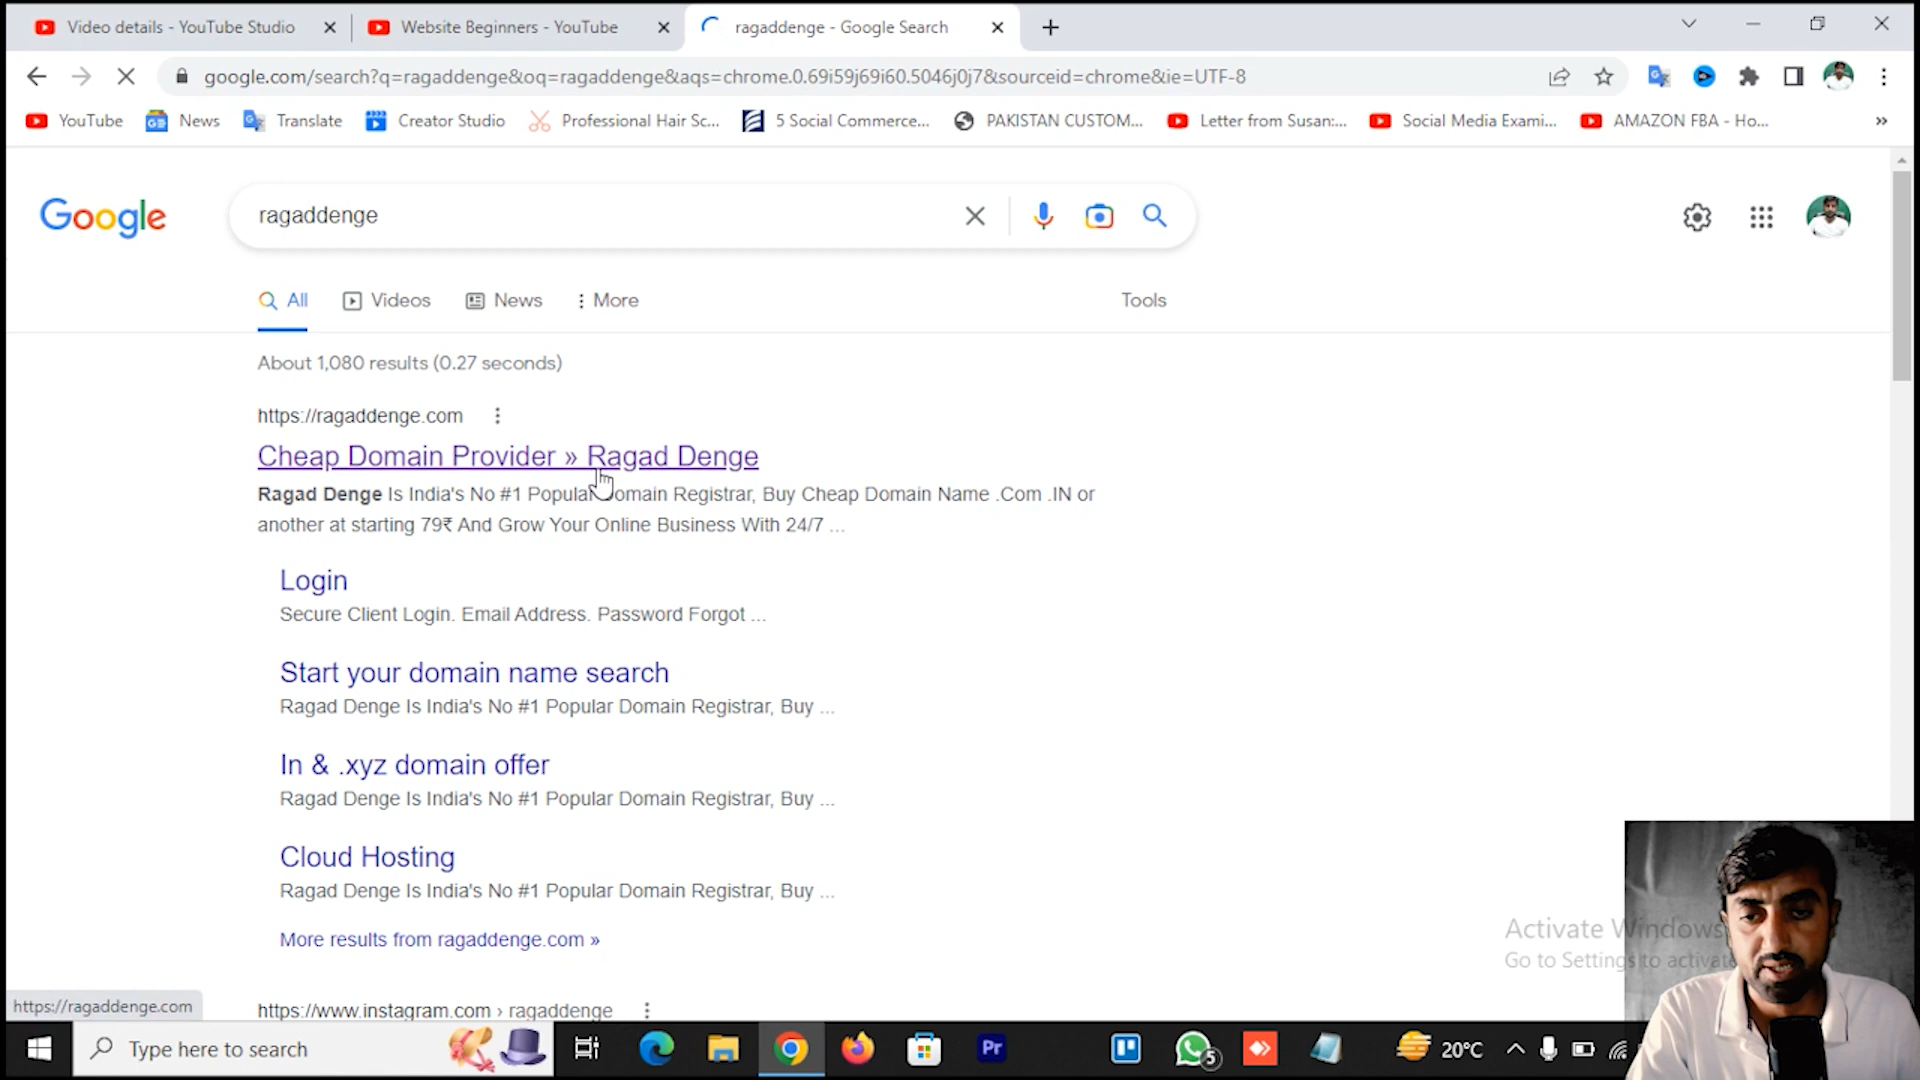 Video details - YouTube Studio
Website Beginners - YouTube
ragaddenge - Google Search
google.com/search?q=ragaddenge&oq=ragaddenge&aqs=chrome.0.69i59j69i60.5046j0j7&sourceid=chrome&ie=UTF-8
YouTube
News
Translate
Creator Studio
Professional Hair Sc...
5 Social Commerce...
PAKISTAN CUSTOM...
Letter from Susan:...
Social Media Exami...
AMAZON FBA - Ho...
»
Google
ragaddenge
All
Videos
News
More
Tools
About 1,080 results (0.27 seconds)
https://ragaddenge.com
Cheap Domain Provider » Ragad Denge
Ragad Denge Is India's No #1 Popular Domain Registrar, Buy Cheap Domain Name .Com .IN or
another at starting 79₹ And Grow Your Online Business With 24/7 ...
Login
Secure Client Login. Email Address. Password Forgot ...
Start your domain name search
Ragad Denge Is India's No #1 Popular Domain Registrar, Buy ...
In & .xyz domain offer
Ragad Denge Is India's No #1 Popular Domain Registrar, Buy ...
Cloud Hosting
Ragad Denge Is India's No #1 Popular Domain Registrar, Buy ...
More results from ragaddenge.com »
Activate Windows
Go to Settings to activate
https://ragaddenge.com
https://www.instagram.com › ragaddenge
Type here to search
Pr
5
20°C